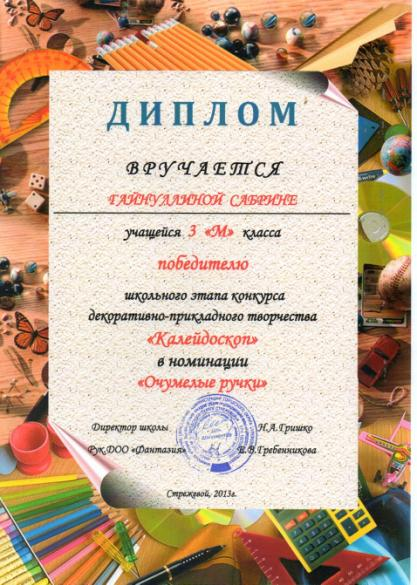 ДИПЛОМ
ВРУЧАЕТСЯ
ГАЙНУЛЛИНОЙ САБРИНЕ
учащейся 3 «М» класса
победителю
школьного этапа конкурса
декоративно-прикладного творчества
«Калейдоскоп»
в номинации
«Очумелые ручки»
Директор школы Н.А.Гришко
Рук.ДОО «Фантазия» Е.В.Гребенникова
Стрежевой, 2013г.